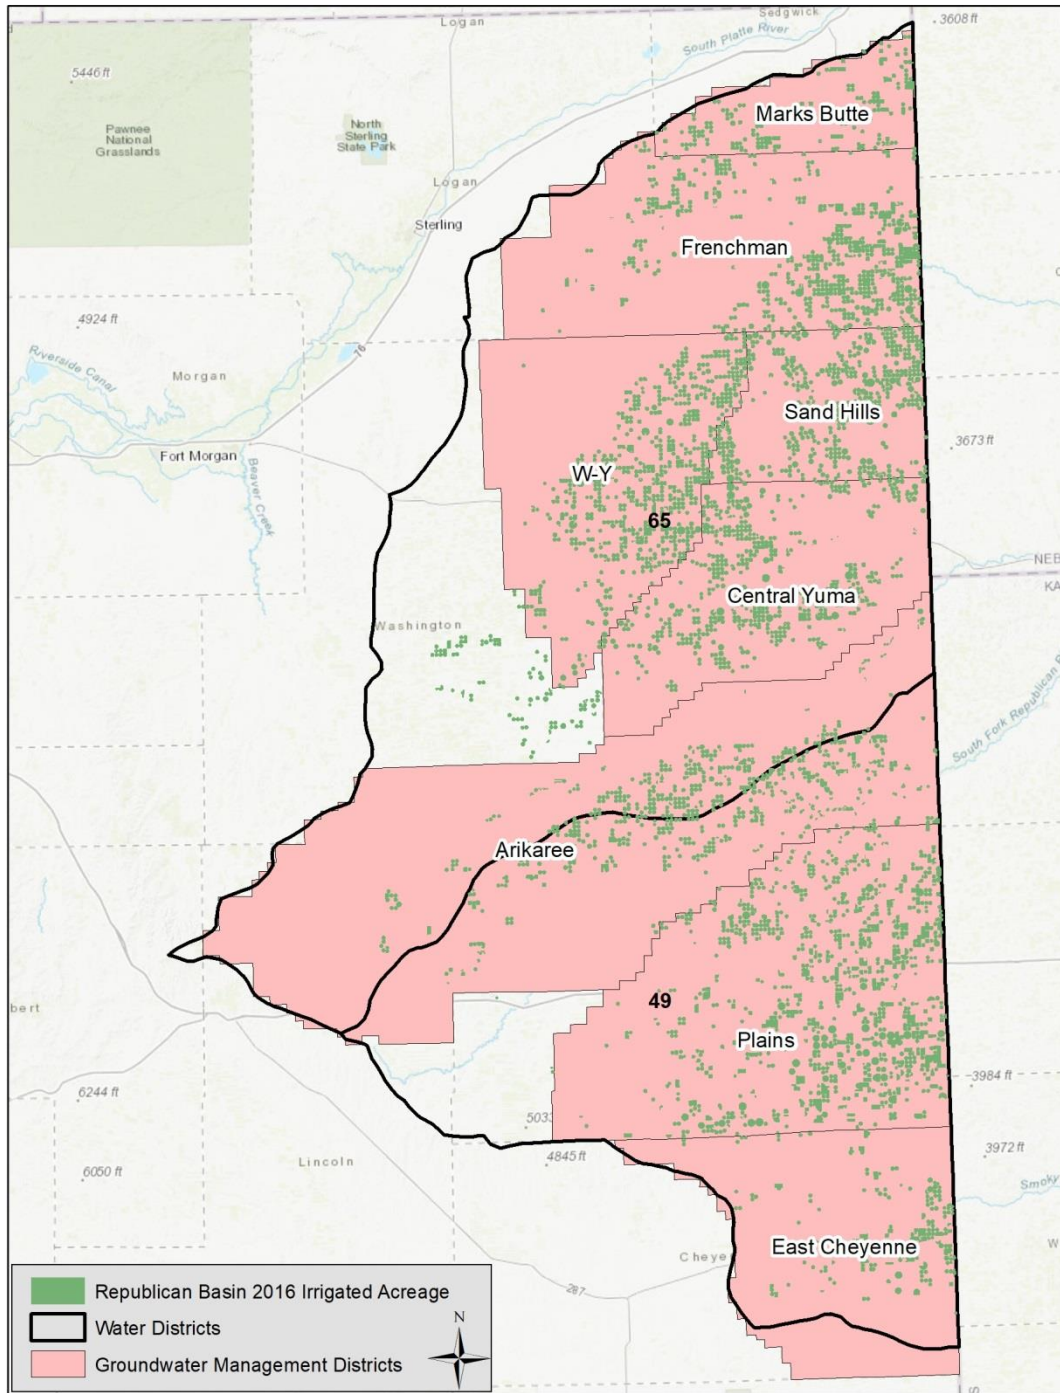 Logan
Sedgwick
3608 ft
South Platte River
5446 ft
Marks Butte
North
Sterling
State Park
Pawnee
National
Grasslands
Logan
Sterling
Frenchman
4924 ft
Riverside Canal
76
Morgan
Sand Hills
3673 ft
Fort Morgan
Beaver Creek
W-Y
65
NEB
KA
Central Yuma
Washington
South Fork Republican R
Arikaree
49
bert
Plains
3984 ft
6244 ft
5033
3972 ft
Lincoln
4845 ft
6050 ft
Smoky
East Cheyenne
Cheye
287
Republican Basin 2016 Irrigated Acreage
N
Water Districts
Groundwater Management Districts